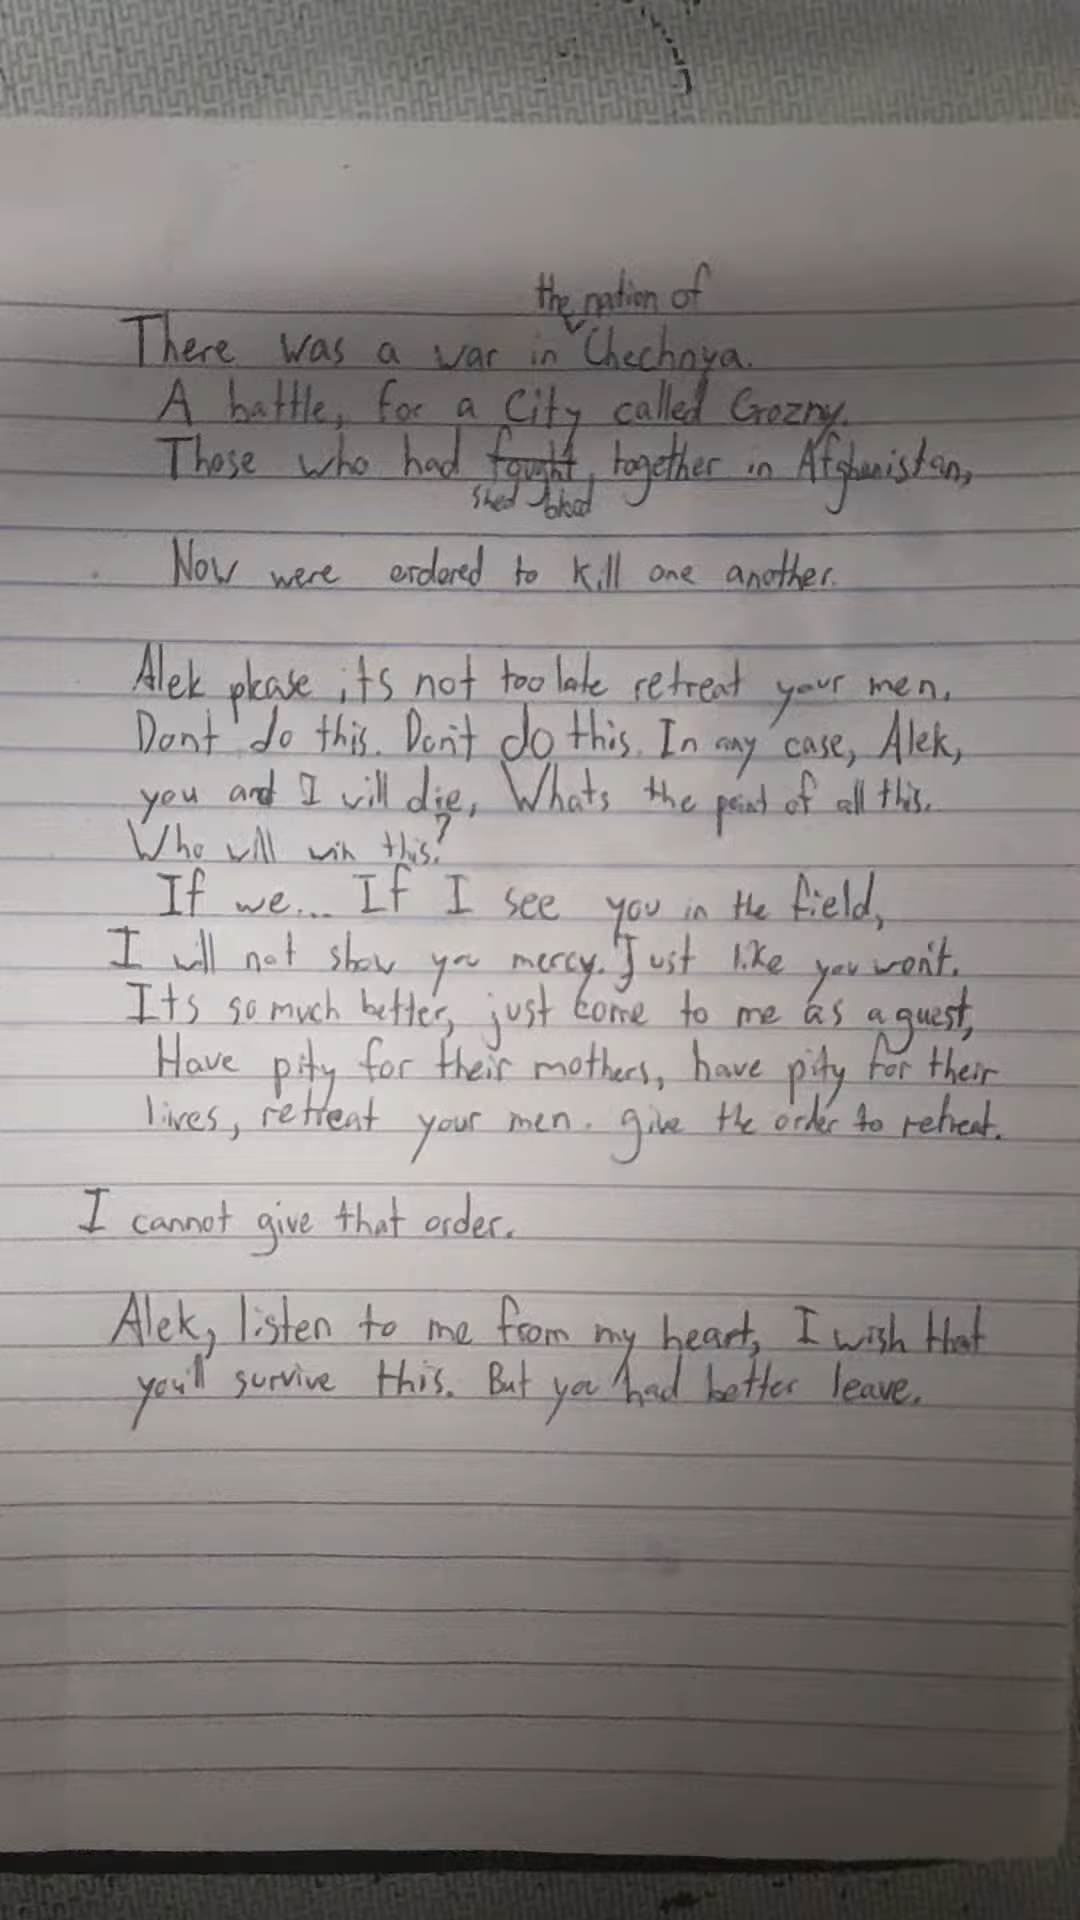 the nation of
There was a war in Chechnya.
A battle, for a City called Grozny.
Those who had fought, together in Afghanistan,
shed blood
Now were ordered to kill one another.
Alek please its not too late retreat your men.
Dont do this. Don't do this. In any case, Alek,
you and I will die, Whats the point of all this.
Who will win this?
If we... If I see you in the field,
I will not show you mercy. Just like you won't.
Its so much better, just come to me as a guest,
Have pity for their mothers, have pity for their
lives, retreat your men. give the order to retreat.
I cannot give that order.
Alek, listen to me from my heart, I wish that
you'll survive this. But you had better leave.